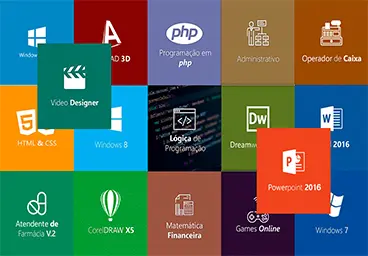 Windows
AD 3D
php
Programação em
php
Administrativo
Operador de Caixa
Video Designer
HTML & CSS
Windows 8
Lógica de
Programação
Dw
Dreamw
2016
Powerpoint 2016
Atendente de
Farmácia V.2
CorelDRAW X5
Matemática
Financeira
Games Online
Windows 7